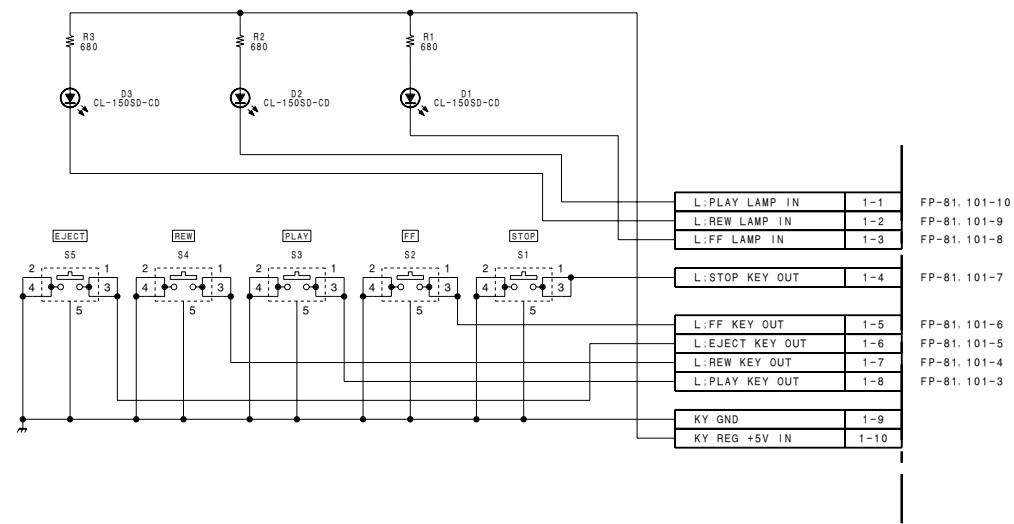 R3 R2 R1
680 680 680
D3 D2 D1
CL-150SD-CD CL-150SD-CD CL-150SD-CD
L;PLAY LAMP IN 1-1 FP-81, 101-10
L;REW LAMP IN 1-2 FP-81, 101-9
L;FF LAMP IN 1-3 FP-81, 101-8
EJECT REW PLAY FF STOP
S5 S4 S3 S2 S1
2 1 2 1 2 1 2 1 2 1
L;STOP KEY OUT 1-4 FP-81, 101-7
4 3 4 3 4 3 4 3 4 3
5 5 5 5 5
L;FF KEY OUT 1-5 FP-81, 101-6
L;EJECT KEY OUT 1-6 FP-81, 101-5
L;REW KEY OUT 1-7 FP-81, 101-4
L;PLAY KEY OUT 1-8 FP-81, 101-3
KY GND 1-9
KY REG +5V IN 1-10